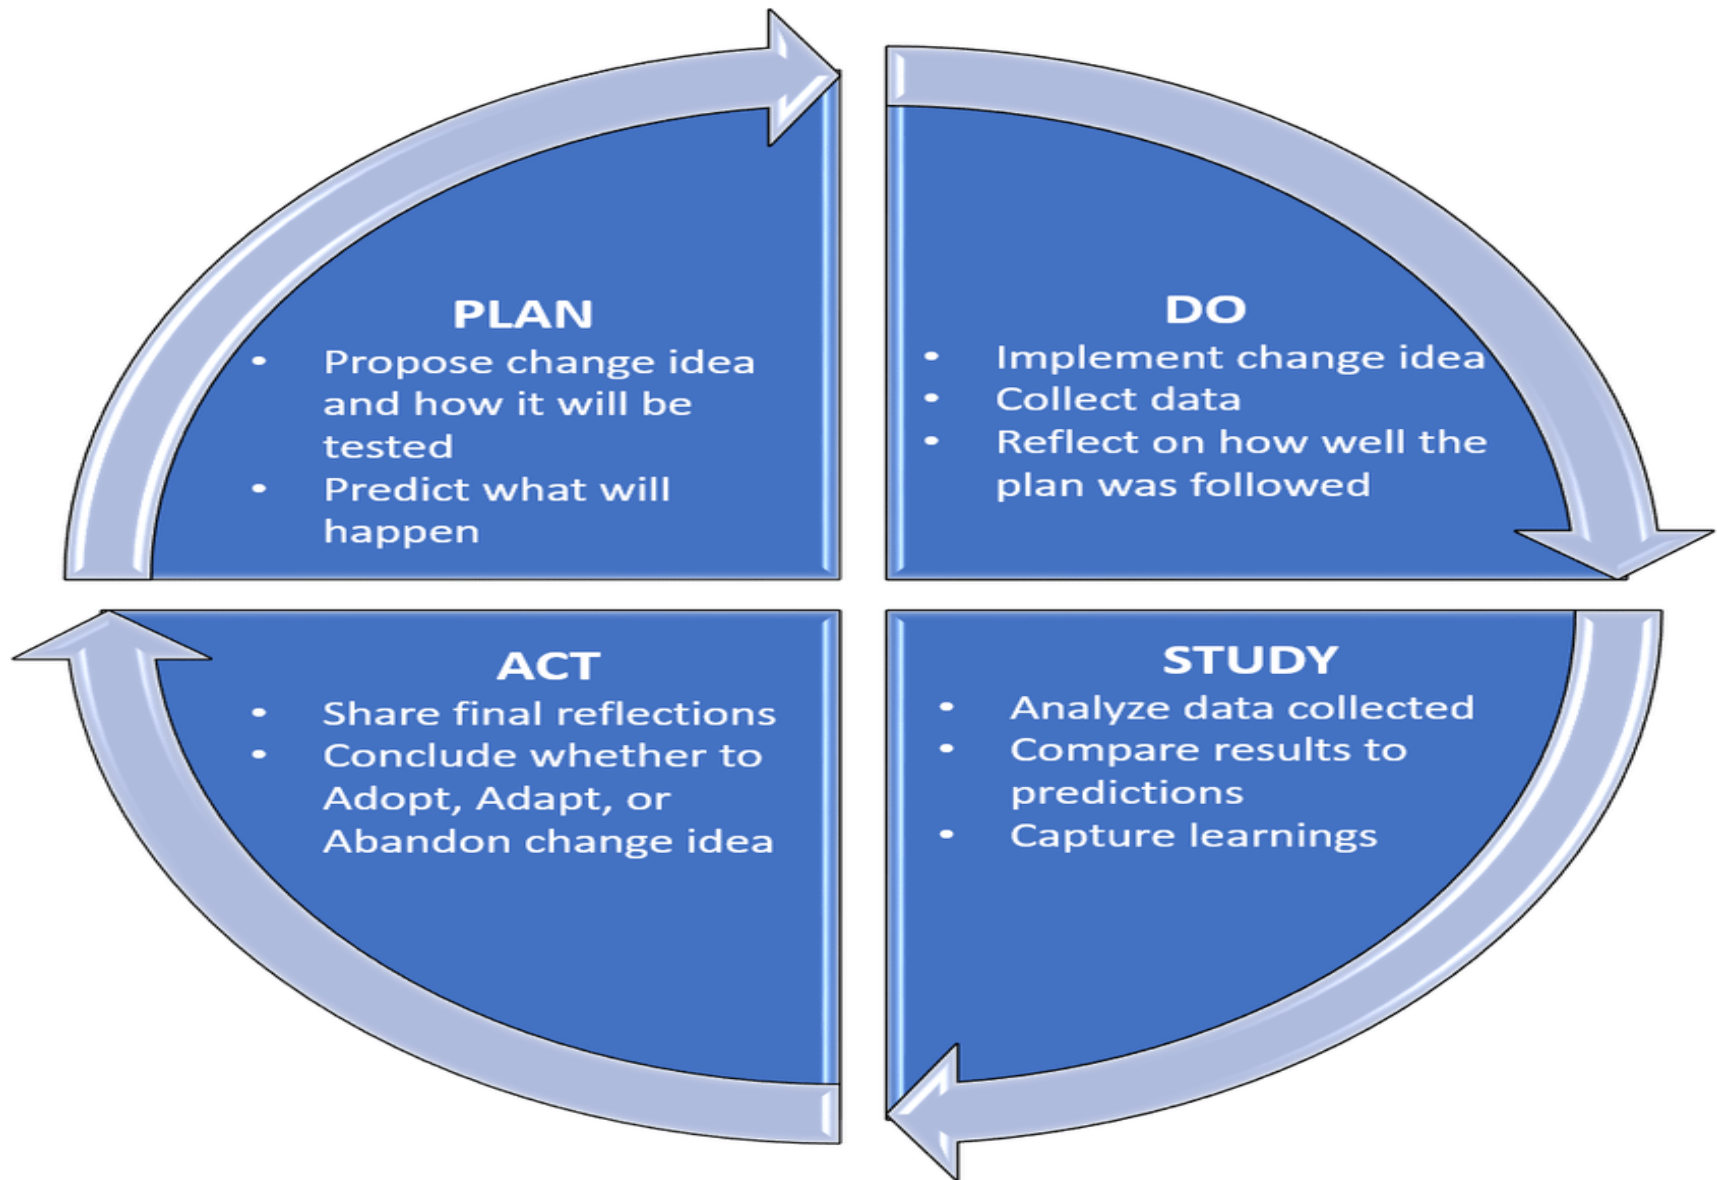 PLAN
• Propose change idea
and how it will be
tested
• Predict what will
happen
DO
• Implement change idea
• Collect data
• Reflect on how well the
plan was followed
ACT
• Share final reflections
• Conclude whether to
Adopt, Adapt, or
Abandon change idea
STUDY
• Analyze data collected
• Compare results to
predictions
• Capture learnings